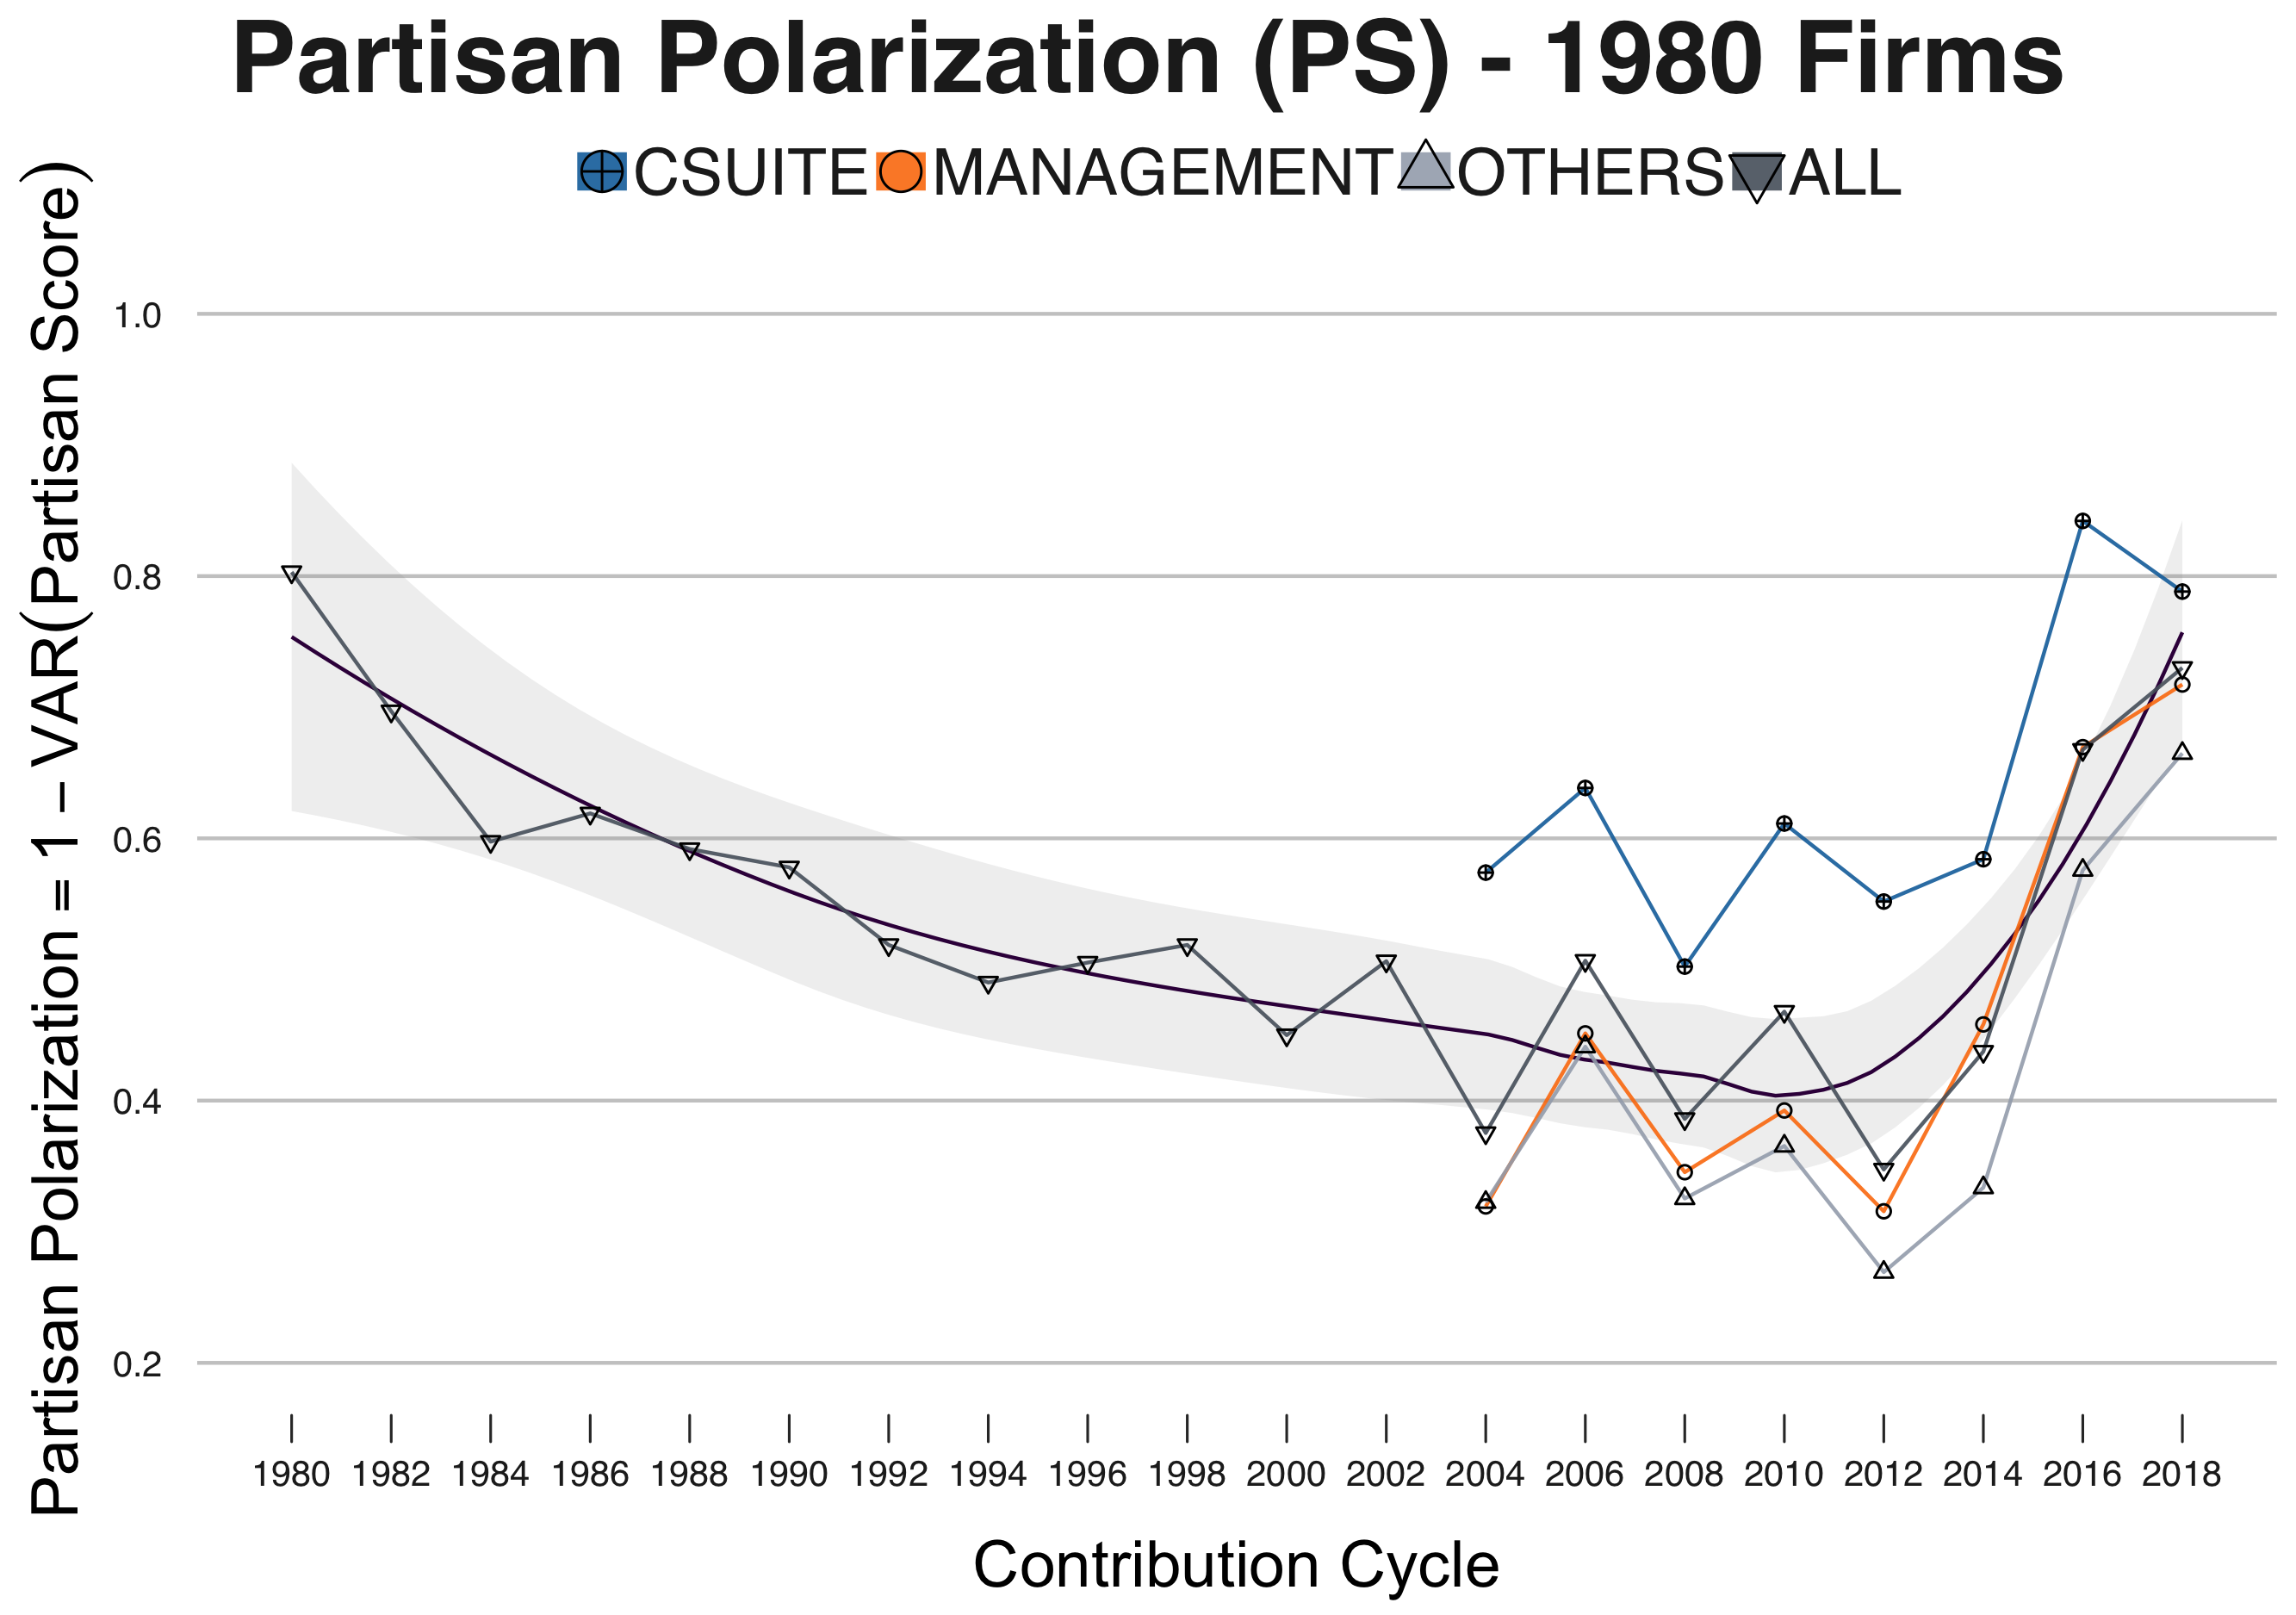 Partisan Polarization (PS) - 1980 Firms
CSUITE MANAGEMENT OTHERS ALL
Partisan Polarization = 1 − VAR(Partisan Score)
1.0
0.8
0.6
0.4
0.2
1980 1982 1984 1986 1988 1990 1992 1994 1996 1998 2000 2002 2004 2006 2008 2010 2012 2014 2016 2018
Contribution Cycle